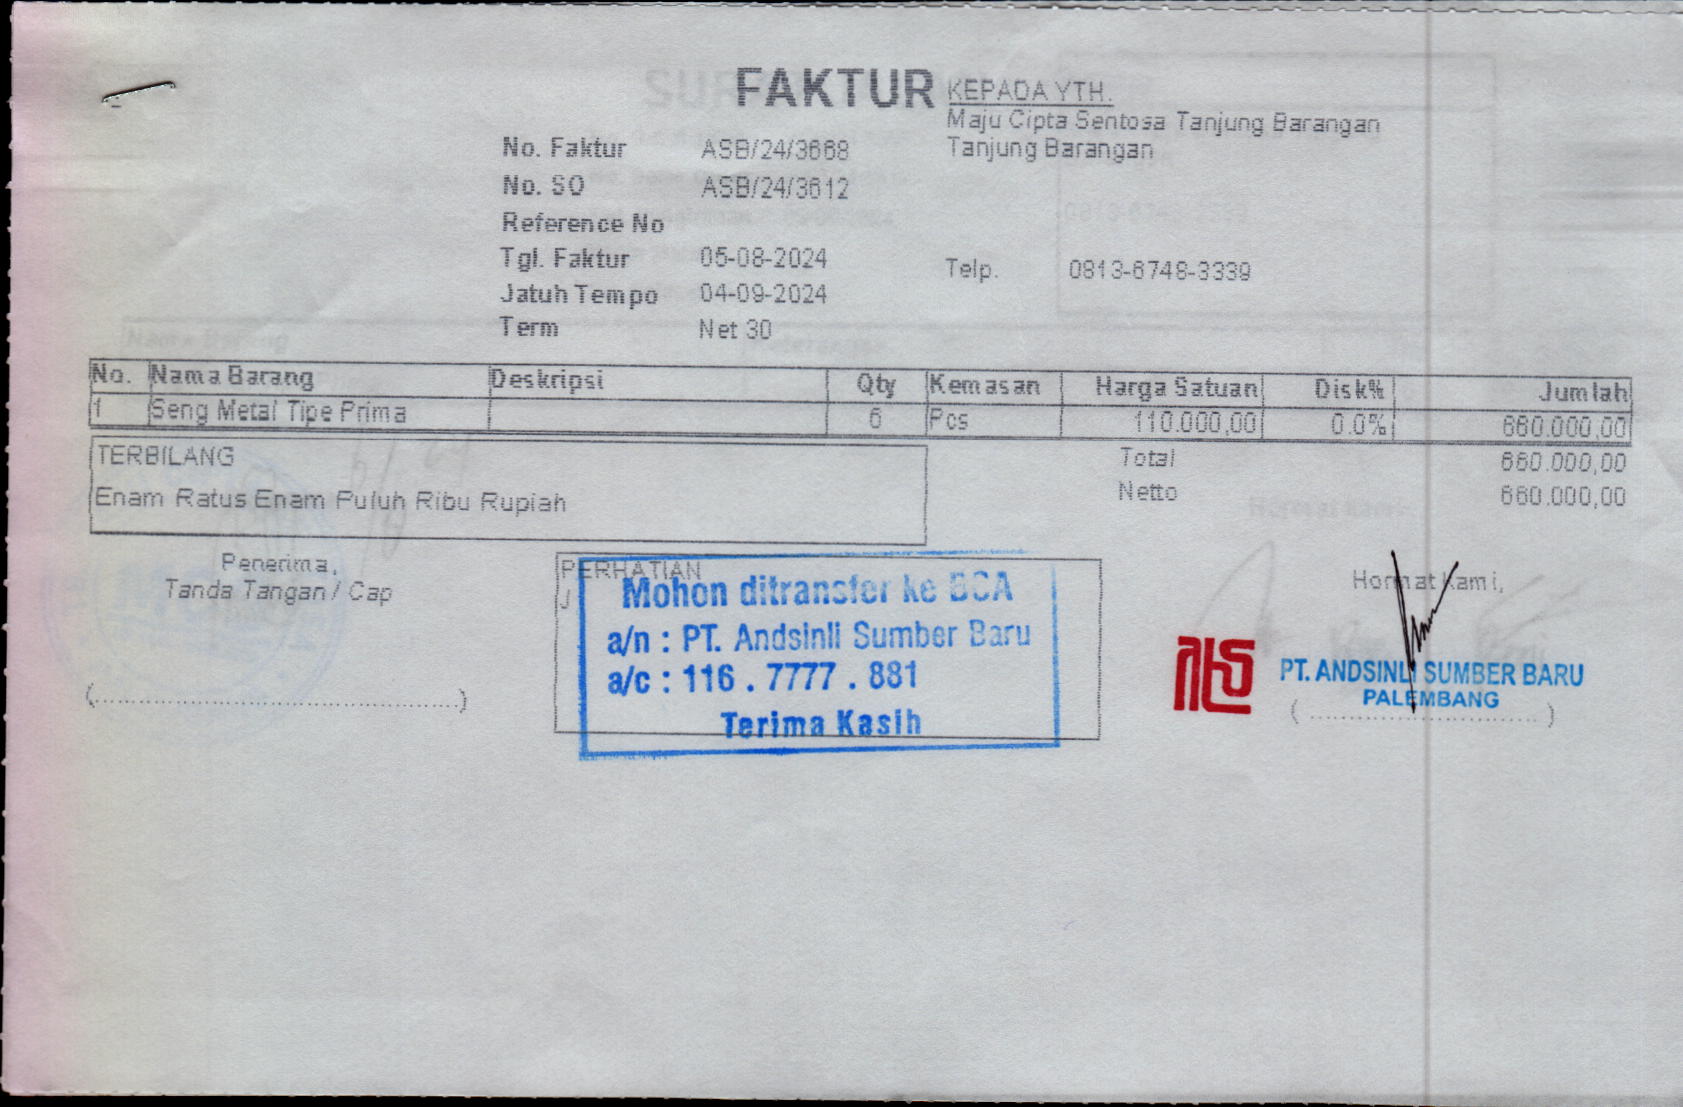 FAKTUR
KEPADA YTH.
Maju Cipta Sentosa Tanjung Barangan
Tanjung Barangan
No. Faktur ASB/24/3668
No. SO ASB/24/3612
Reference No
Tgl. Faktur 05-08-2024
Telp. 0813-6748-3339
Jatuh Tempo 04-09-2024
Term Net 30
No. Nama Barang Deskripsi Qty Kemasan Harga Satuan Disk% Jumlah
1 Seng Metal Tipe Prima 6 Pcs 110.000,00 0.0% 660.000,00
TERBILANG
Total 660.000,00
Enam Ratus Enam Puluh Ribu Rupiah
Netto 660.000,00
Penerima,
Tanda Tangan / Cap
(..........................................)
PERHATIAN
J
Mohon ditransfer ke BCA
a/n : PT. Andsinli Sumber Baru
a/c : 116 . 7777 . 881
Terima Kasih
Hormat Kami,
PT. ANDSINLI SUMBER BARU
PALEMBANG
( .............................. )